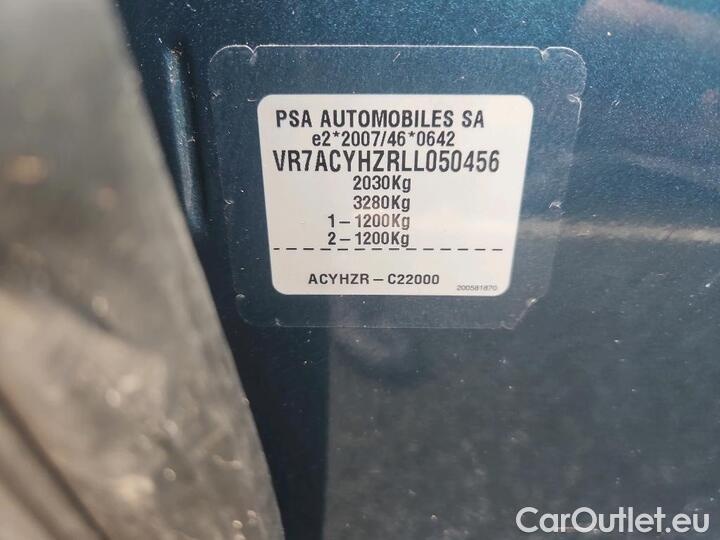 PSA AUTOMOBILES SA
e2*2007/46*0642
VR7ACYHZRLL050456
2030Kg
3280Kg
1-1200Kg
2-1200Kg
ACYHZR-C22000
200581870
CarOutlet.eu